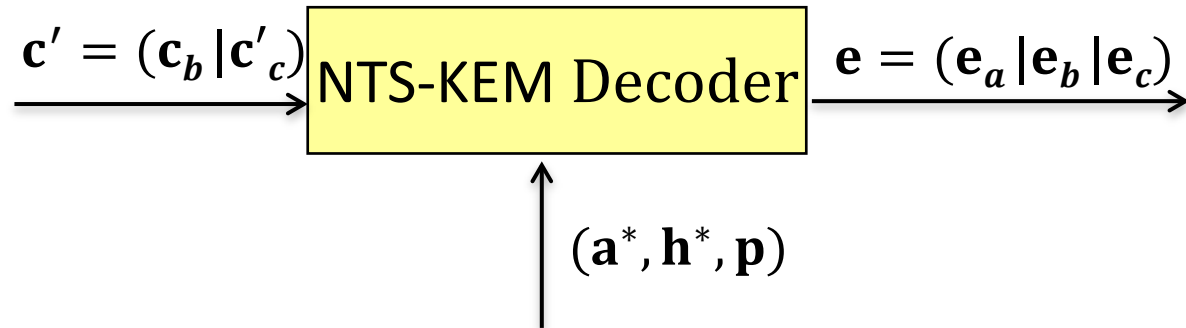 𝐜′ = (𝐜_𝒃 |𝐜′_𝒄)
NTS-KEM Decoder
𝐞 = (𝐞_𝒂 |𝐞_𝒃 |𝐞_𝒄)
(𝐚*, 𝐡*, 𝐩)